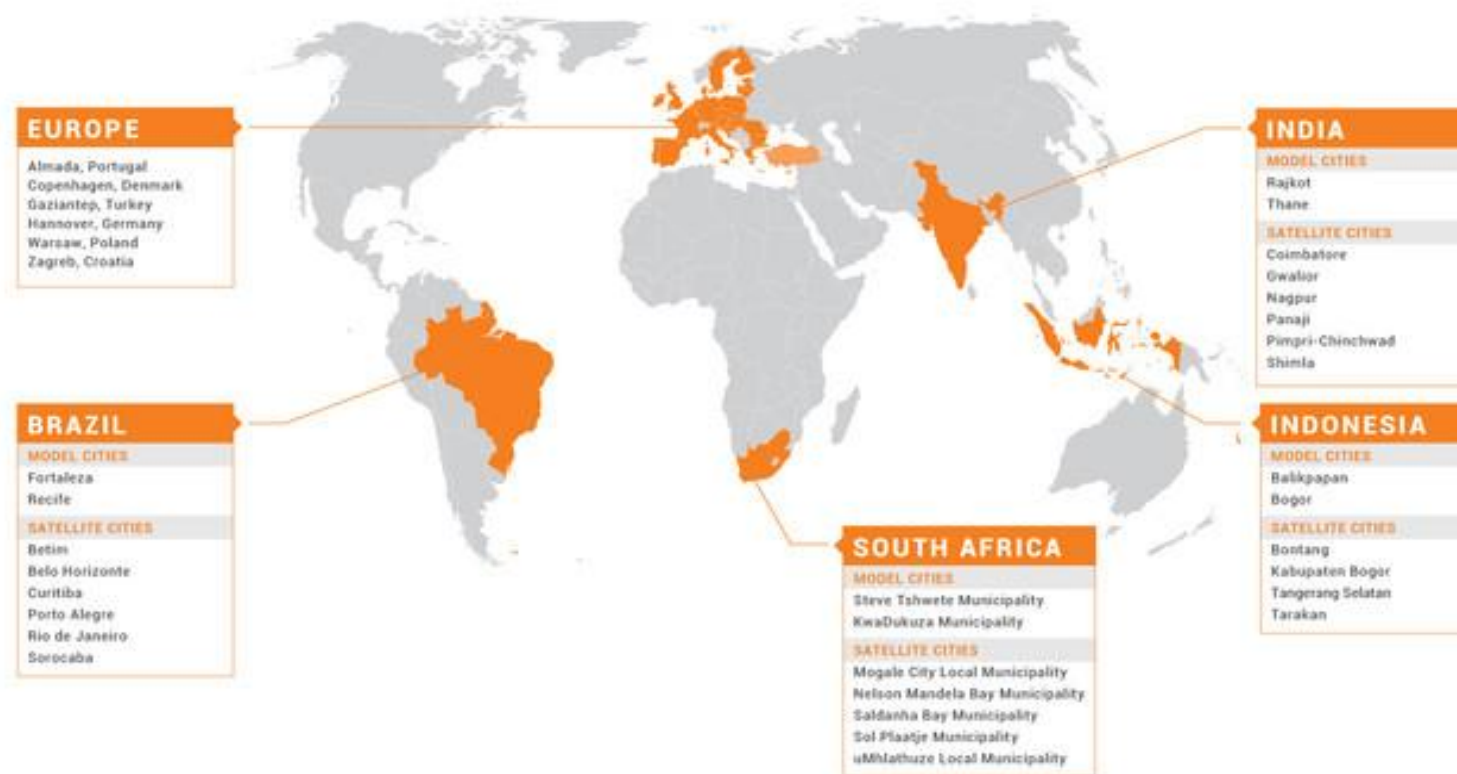 EUROPE
Almada, Portugal
Copenhagen, Denmark
Gaziantep, Turkey
Hannover, Germany
Warsaw, Poland
Zagreb, Croatia
BRAZIL
MODEL CITIES
Fortaleza
Recife
SATELLITE CITIES
Betim
Belo Horizonte
Curitiba
Porto Alegre
Rio de Janeiro
Sorocaba
SOUTH AFRICA
MODEL CITIES
Steve Tshwete Municipality
KwaDukuza Municipality
SATELLITE CITIES
Mogale City Local Municipality
Nelson Mandela Bay Municipality
Saldanha Bay Municipality
Sol Plaatje Municipality
uMhlathuze Local Municipality
INDIA
MODEL CITIES
Rajkot
Thane
SATELLITE CITIES
Coimbatore
Gwalior
Nagpur
Panaji
Pimpri-Chinchwad
Shimla
INDONESIA
MODEL CITIES
Balikpapan
Bogor
SATELLITE CITIES
Bontang
Kabupaten Bogor
Tangerang Selatan
Tarakan